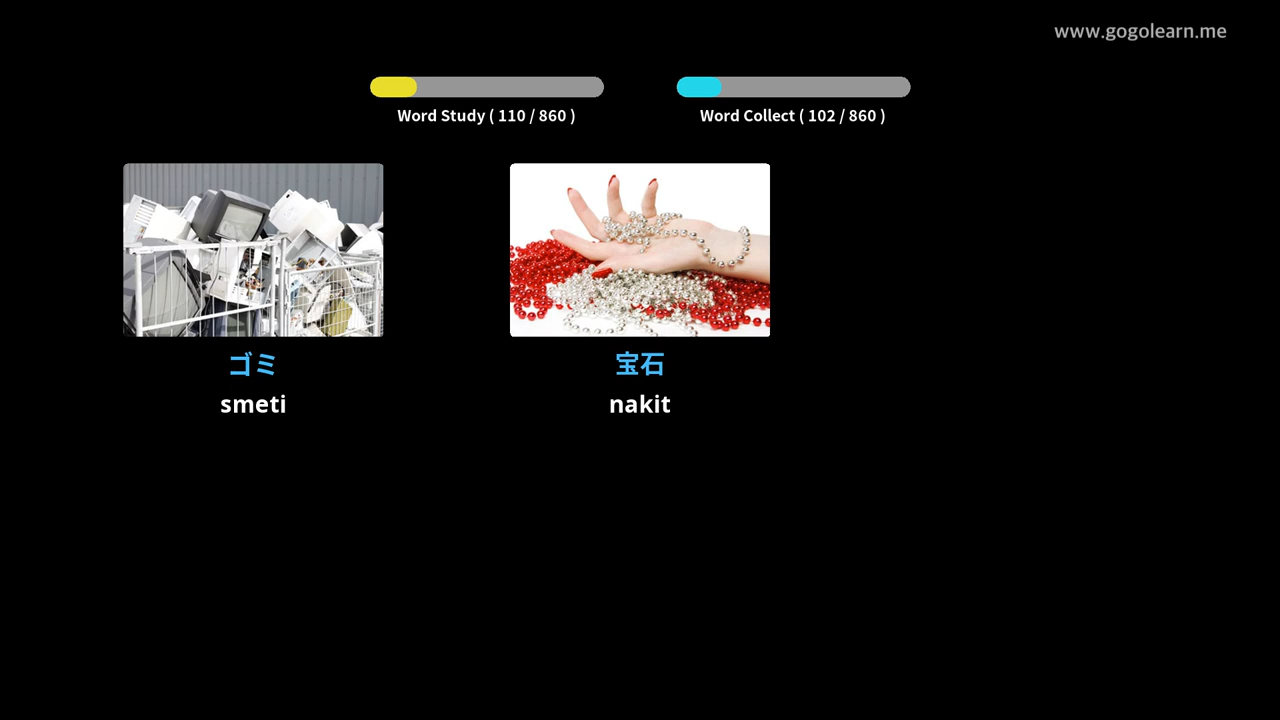 www.gogolearn.me
Word Study ( 110 / 860 )
Word Collect ( 102 / 860 )
ゴミ
smeti
宝石
nakit